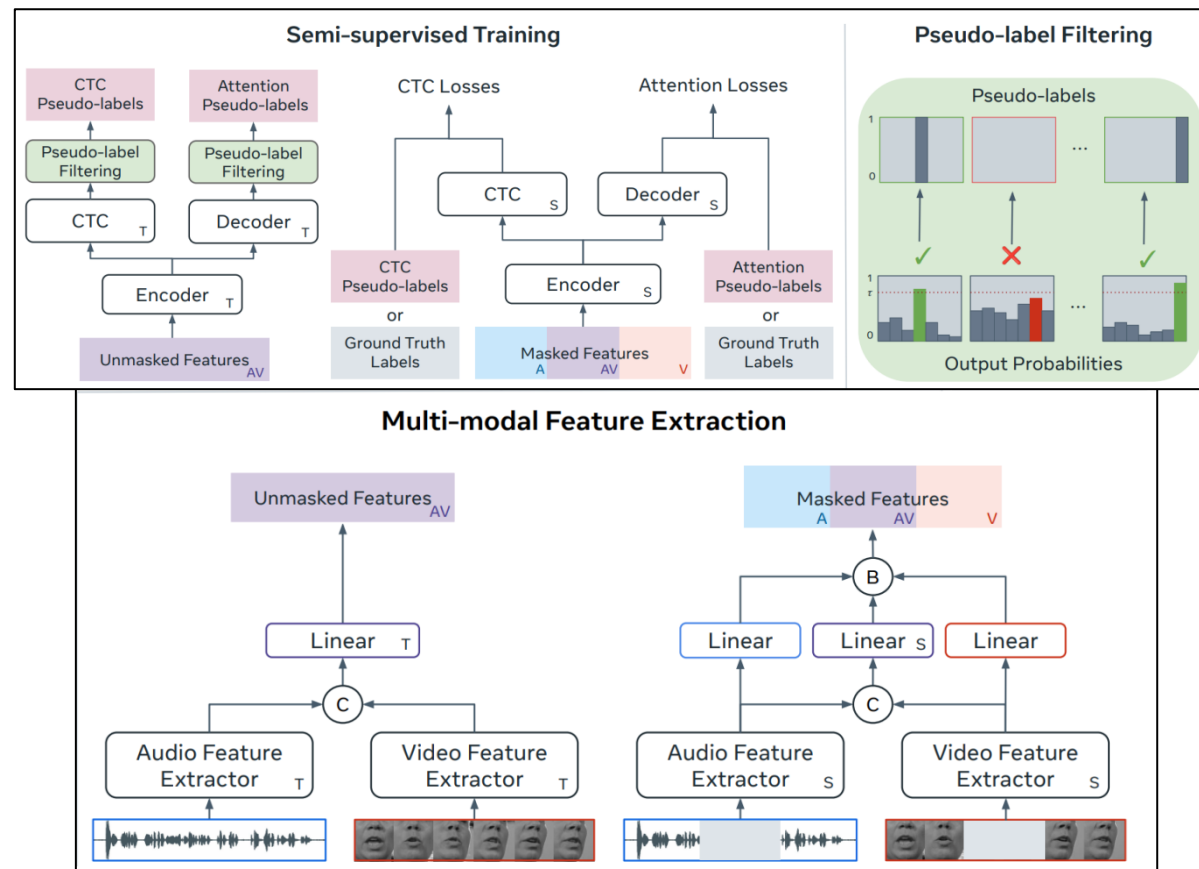 Semi-supervised Training
CTC
Pseudo-labels
Attention
Pseudo-labels
Pseudo-label
Filtering
Pseudo-label
Filtering
CTC T
Decoder T
Encoder T
Unmasked Features AV
CTC Losses
Attention Losses
CTC S
Decoder S
CTC
Pseudo-labels
or
Ground Truth
Labels
Encoder S
Masked Features
A AV V
Attention
Pseudo-labels
or
Ground Truth
Labels
Pseudo-label Filtering
Pseudo-labels
1
0
...
1
τ
0
...
Output Probabilities
Multi-modal Feature Extraction
Unmasked Features AV
Linear T
C
Audio Feature
Extractor T
Video Feature
Extractor T
Masked Features
A AV V
B
Linear
Linear S
Linear
C
Audio Feature
Extractor S
Video Feature
Extractor S